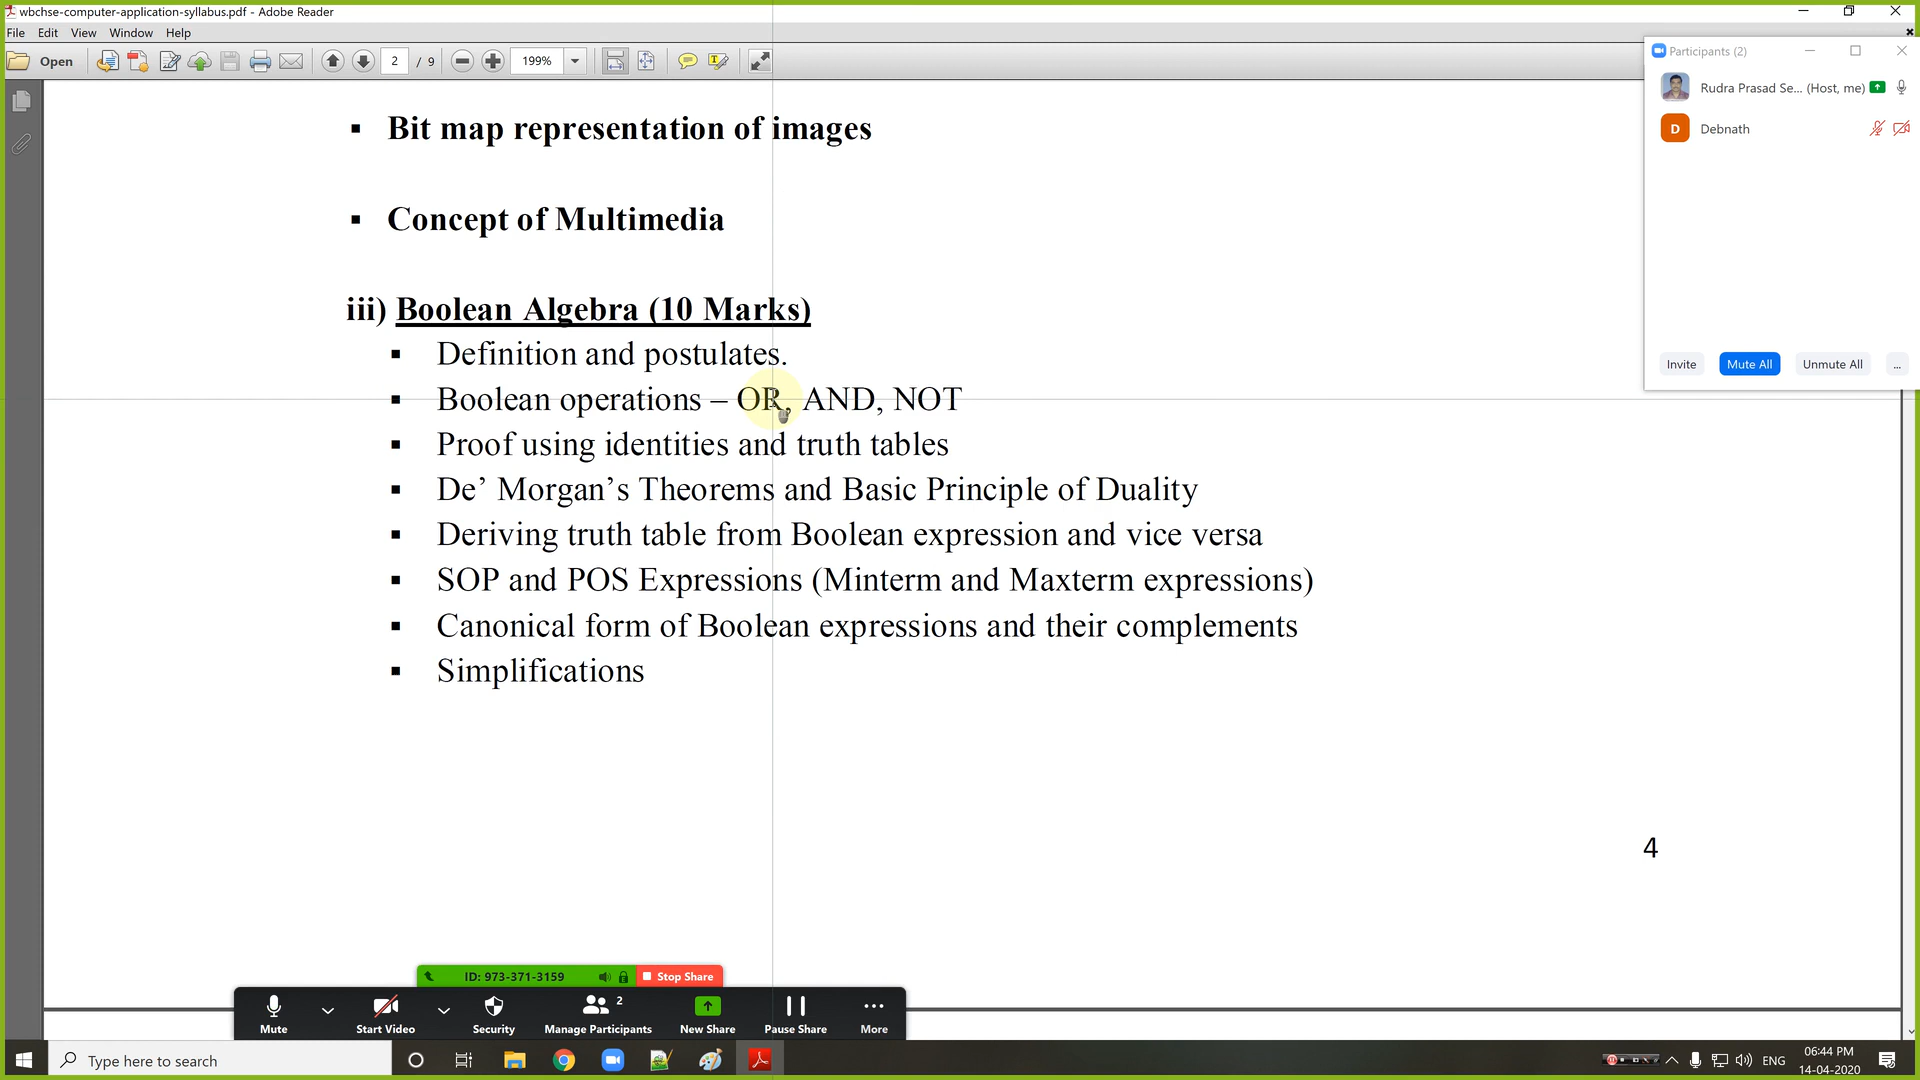 wbchse-computer-application-syllabus.pdf - Adobe Reader
File Edit View Window Help
Open 2 / 9 199%
Participants (2)
Rudra Prasad Se... (Host, me)
D Debnath
Invite Mute All Unmute All ...
▪ Bit map representation of images
▪ Concept of Multimedia
iii) Boolean Algebra (10 Marks)
▪ Definition and postulates.
▪ Boolean operations – OR, AND, NOT
▪ Proof using identities and truth tables
▪ De’ Morgan’s Theorems and Basic Principle of Duality
▪ Deriving truth table from Boolean expression and vice versa
▪ SOP and POS Expressions (Minterm and Maxterm expressions)
▪ Canonical form of Boolean expressions and their complements
▪ Simplifications
4
ID: 973-371-3159 Stop Share
2
Mute Start Video Security Manage Participants New Share Pause Share More
Type here to search
ENG
06:44 PM
14-04-2020